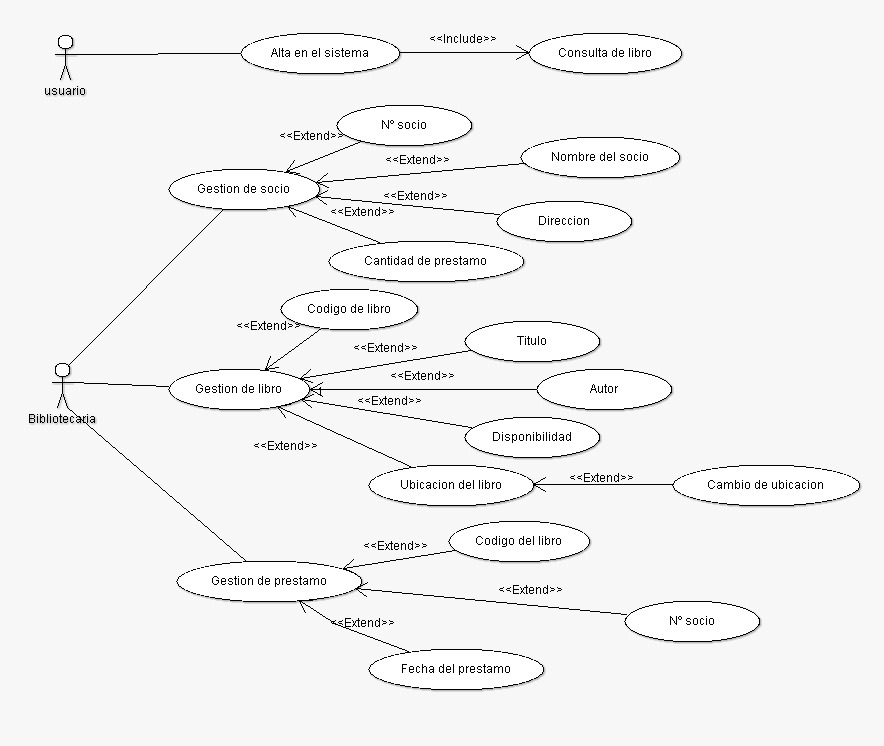 <<Include>>
Alta en el sistema
Consulta de libro
usuario
Nº socio
<<Extend>>
Nombre del socio
<<Extend>>
Gestion de socio
<<Extend>>
<<Extend>>
Direccion
Cantidad de prestamo
Codigo de libro
<<Extend>>
Titulo
<<Extend>>
<<Extend>>
Gestion de libro
Autor
<<Extend>>
Bibliotecaria
Disponibilidad
<<Extend>>
Ubicacion del libro
<<Extend>>
Cambio de ubicacion
Codigo del libro
<<Extend>>
Gestion de prestamo
<<Extend>>
Nº socio
<<Extend>>
Fecha del prestamo